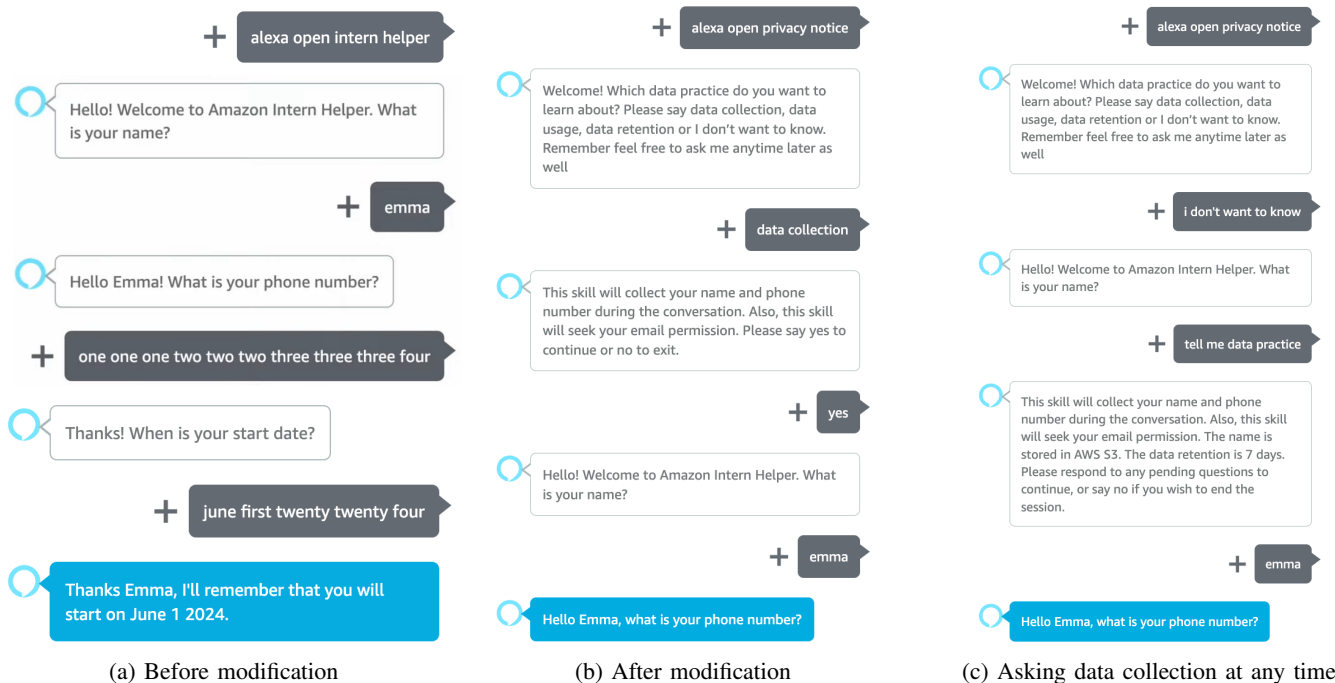 alexa open intern helper
Hello! Welcome to Amazon Intern Helper. What
is your name?
emma
Hello Emma! What is your phone number?
one one one two two two three three three four
Thanks! When is your start date?
june first twenty twenty four
Thanks Emma, I'll remember that you will
start on June 1 2024.
(a) Before modification
alexa open privacy notice
Welcome! Which data practice do you want to
learn about? Please say data collection, data
usage, data retention or I don't want to know.
Remember feel free to ask me anytime later as
well
data collection
This skill will collect your name and phone
number during the conversation. Also, this skill
will seek your email permission. Please say yes to
continue or no to exit.
yes
Hello! Welcome to Amazon Intern Helper. What
is your name?
emma
Hello Emma, what is your phone number?
(b) After modification
alexa open privacy notice
Welcome! Which data practice do you want to
learn about? Please say data collection, data
usage, data retention or I don't want to know.
Remember feel free to ask me anytime later as
well
i don't want to know
Hello! Welcome to Amazon Intern Helper. What
is your name?
tell me data practice
This skill will collect your name and phone
number during the conversation. Also, this skill
will seek your email permission. The name is
stored in AWS S3. The data retention is 7 days.
Please respond to any pending questions to
continue, or say no if you wish to end the
session.
emma
Hello Emma, what is your phone number?
(c) Asking data collection at any time